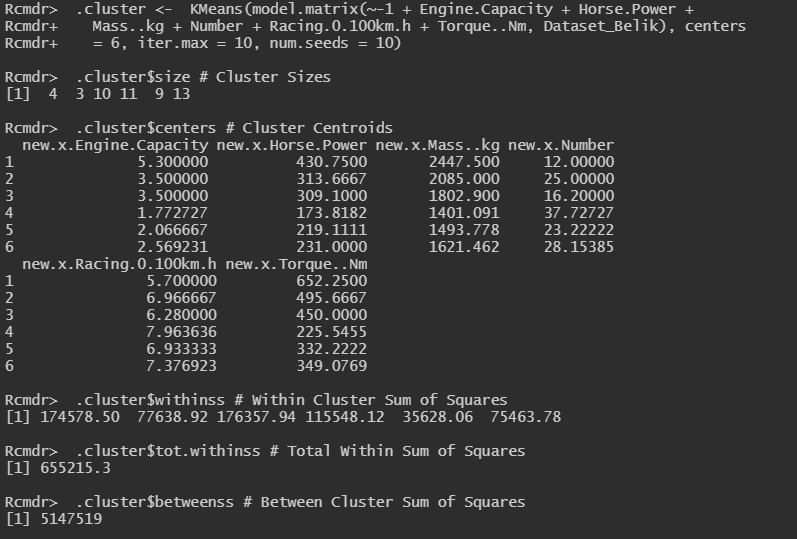 Rcmdr>  .cluster <-  KMeans(model.matrix(~-1 + Engine.Capacity + Horse.Power +
Rcmdr+    Mass..kg + Number + Racing.0.100km.h + Torque..Nm, Dataset_Belik), centers
Rcmdr+    = 6, iter.max = 10, num.seeds = 10)
Rcmdr>  .cluster$size # Cluster Sizes
[1]  4  3 10 11  9 13
Rcmdr>  .cluster$centers # Cluster Centroids
  new.x.Engine.Capacity new.x.Horse.Power new.x.Mass..kg new.x.Number
1              5.300000          430.7500       2447.500     12.00000
2              3.500000          313.6667       2085.000     25.00000
3              3.500000          309.1000       1802.900     16.20000
4              1.772727          173.8182       1401.091     37.72727
5              2.066667          219.1111       1493.778     23.22222
6              2.569231          231.0000       1621.462     28.15385
  new.x.Racing.0.100km.h new.x.Torque..Nm
1               5.700000         652.2500
2               6.966667         495.6667
3               6.280000         450.0000
4               7.963636         225.5455
5               6.933333         332.2222
6               7.376923         349.0769
Rcmdr>  .cluster$withinss # Within Cluster Sum of Squares
[1] 174578.50  77638.92 176357.94 115548.12  35628.06  75463.78
Rcmdr>  .cluster$tot.withinss # Total Within Sum of Squares
[1] 655215.3
Rcmdr>  .cluster$betweenss # Between Cluster Sum of Squares
[1] 5147519